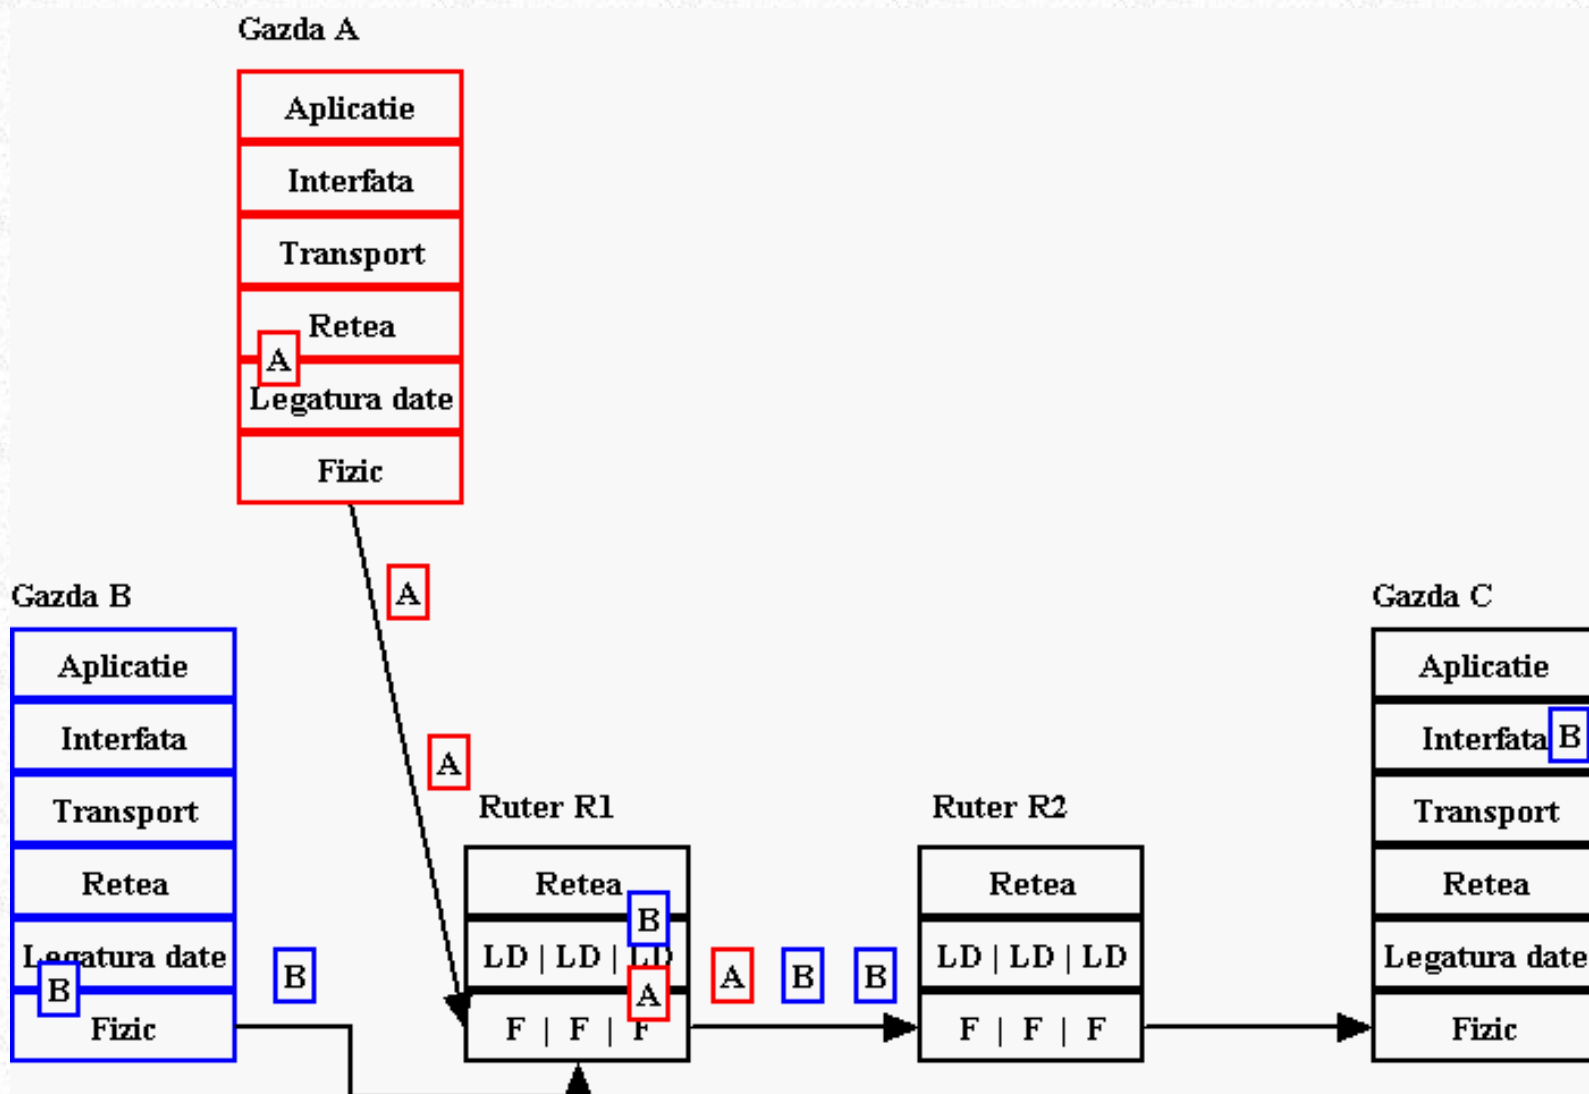 Gazda A
Aplicatie
Interfata
Transport
Retea
A
Legatura date
Fizic
A
A
Gazda B
Aplicatie
Interfata
Transport
Retea
Legatura date
B
Fizic
B
Ruter R1
Retea
B
LD | LD | LD
A
F | F | F
A B B
Ruter R2
Retea
LD | LD | LD
F | F | F
Gazda C
Aplicatie
Interfata B
Transport
Retea
Legatura date
Fizic